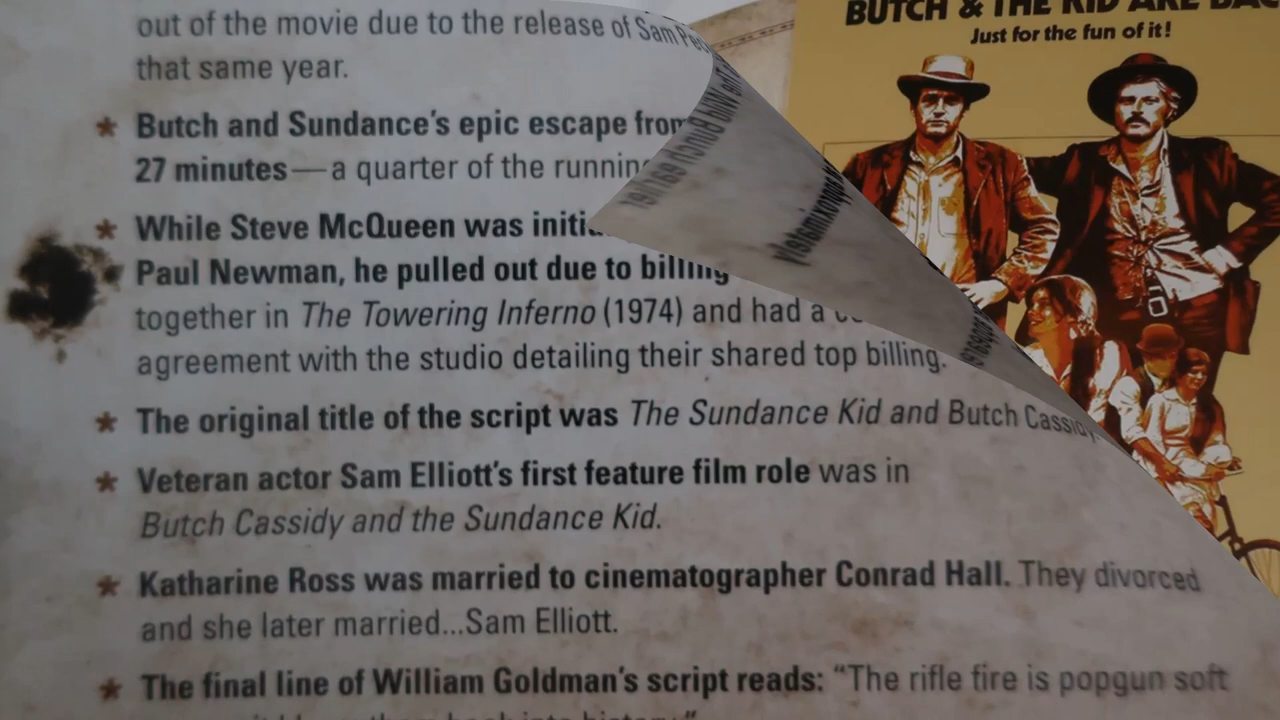 BUTCH & THE KID ARE
Just for the fun of it!
out of the movie due to the release of Sam
that same year.
* Butch and Sundance's epic escape from
27 minutes—a quarter of the running
* While Steve McQueen was
Paul Newman, he pulled out due to billing
together in The Towering Inferno (1974) and had a
agreement with the studio detailing their shared top billing.
* The original title of the script was The Sundance Kid and Butch Cassidy.
* Veteran actor Sam Elliott's first feature film role was in
Butch Cassidy and the Sundance Kid.
* Katharine Ross was married to cinematographer Conrad Hall. They divorced
and she later married...Sam Elliott.
* The final line of William Goldman's script reads: “The rifle fire is popgun soft